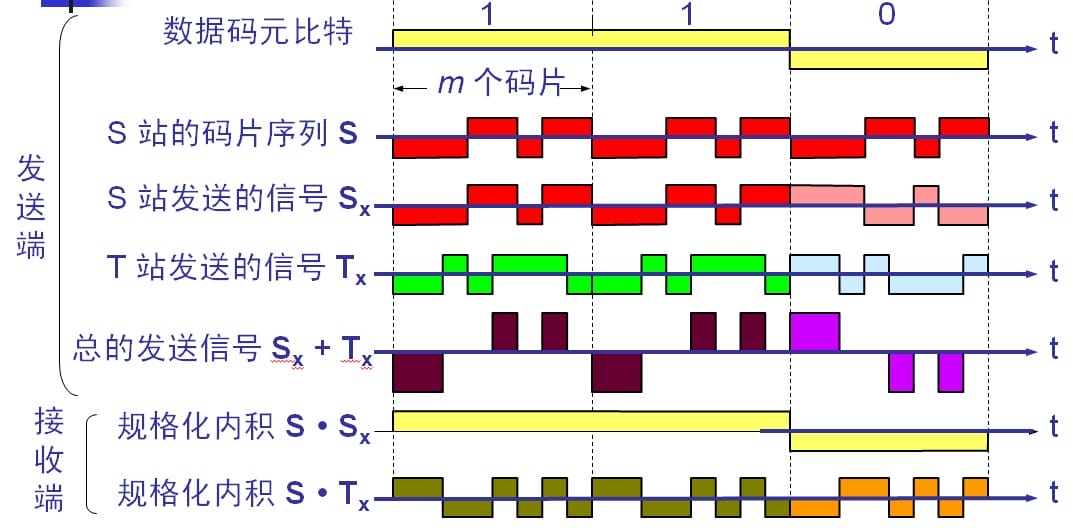 1 1 0
数据码元比特 t
m 个码片
S 站的码片序列 S t
S 站发送的信号 Sx t
T 站发送的信号 Tx t
总的发送信号 Sx + Tx t
规格化内积 S • Sx t
规格化内积 S • Tx t
发送端
接收端